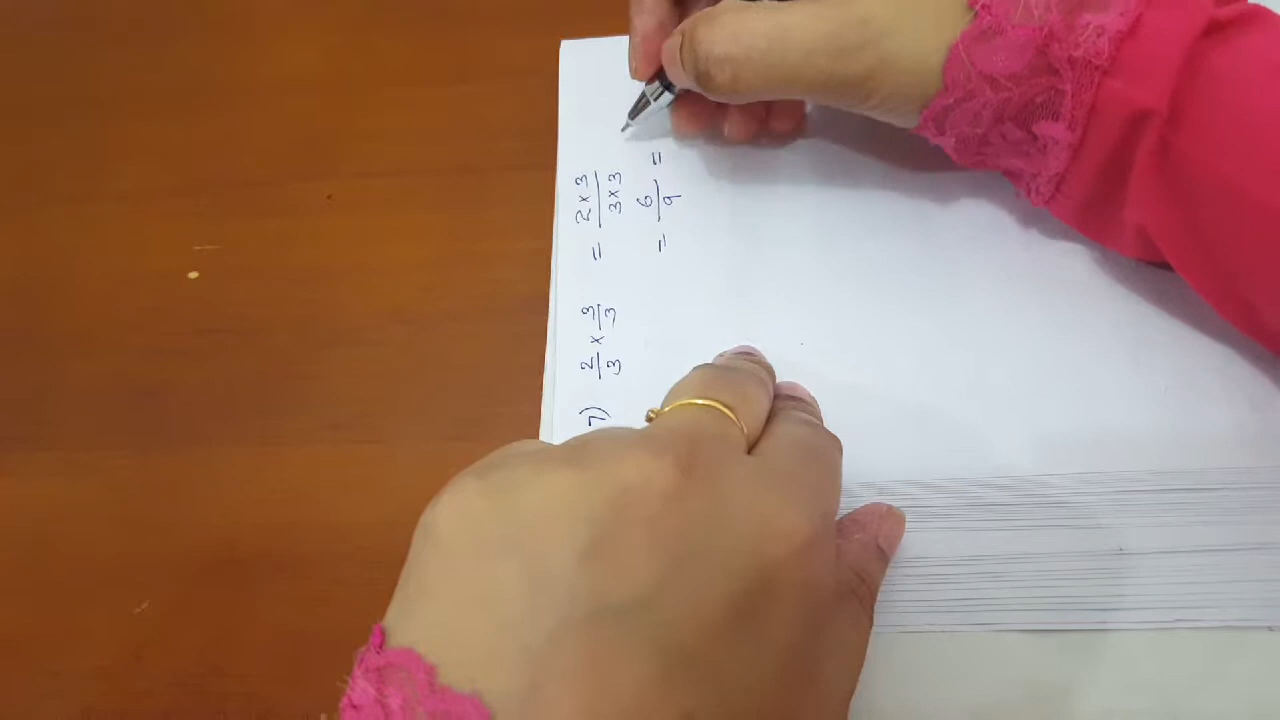 7) 2/3 × 3/3 = 2 × 3 / 3 × 3
= 6/9 =